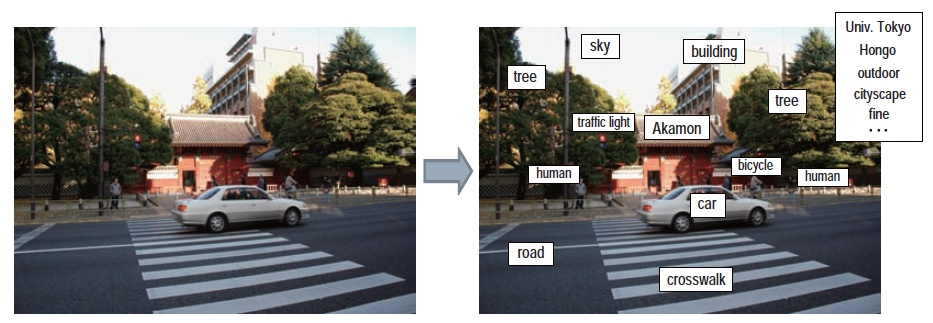 sky
building
Univ. Tokyo
Hongo
outdoor
cityscape
fine
...
tree
tree
traffic light
Akamon
bicycle
human
human
car
road
crosswalk